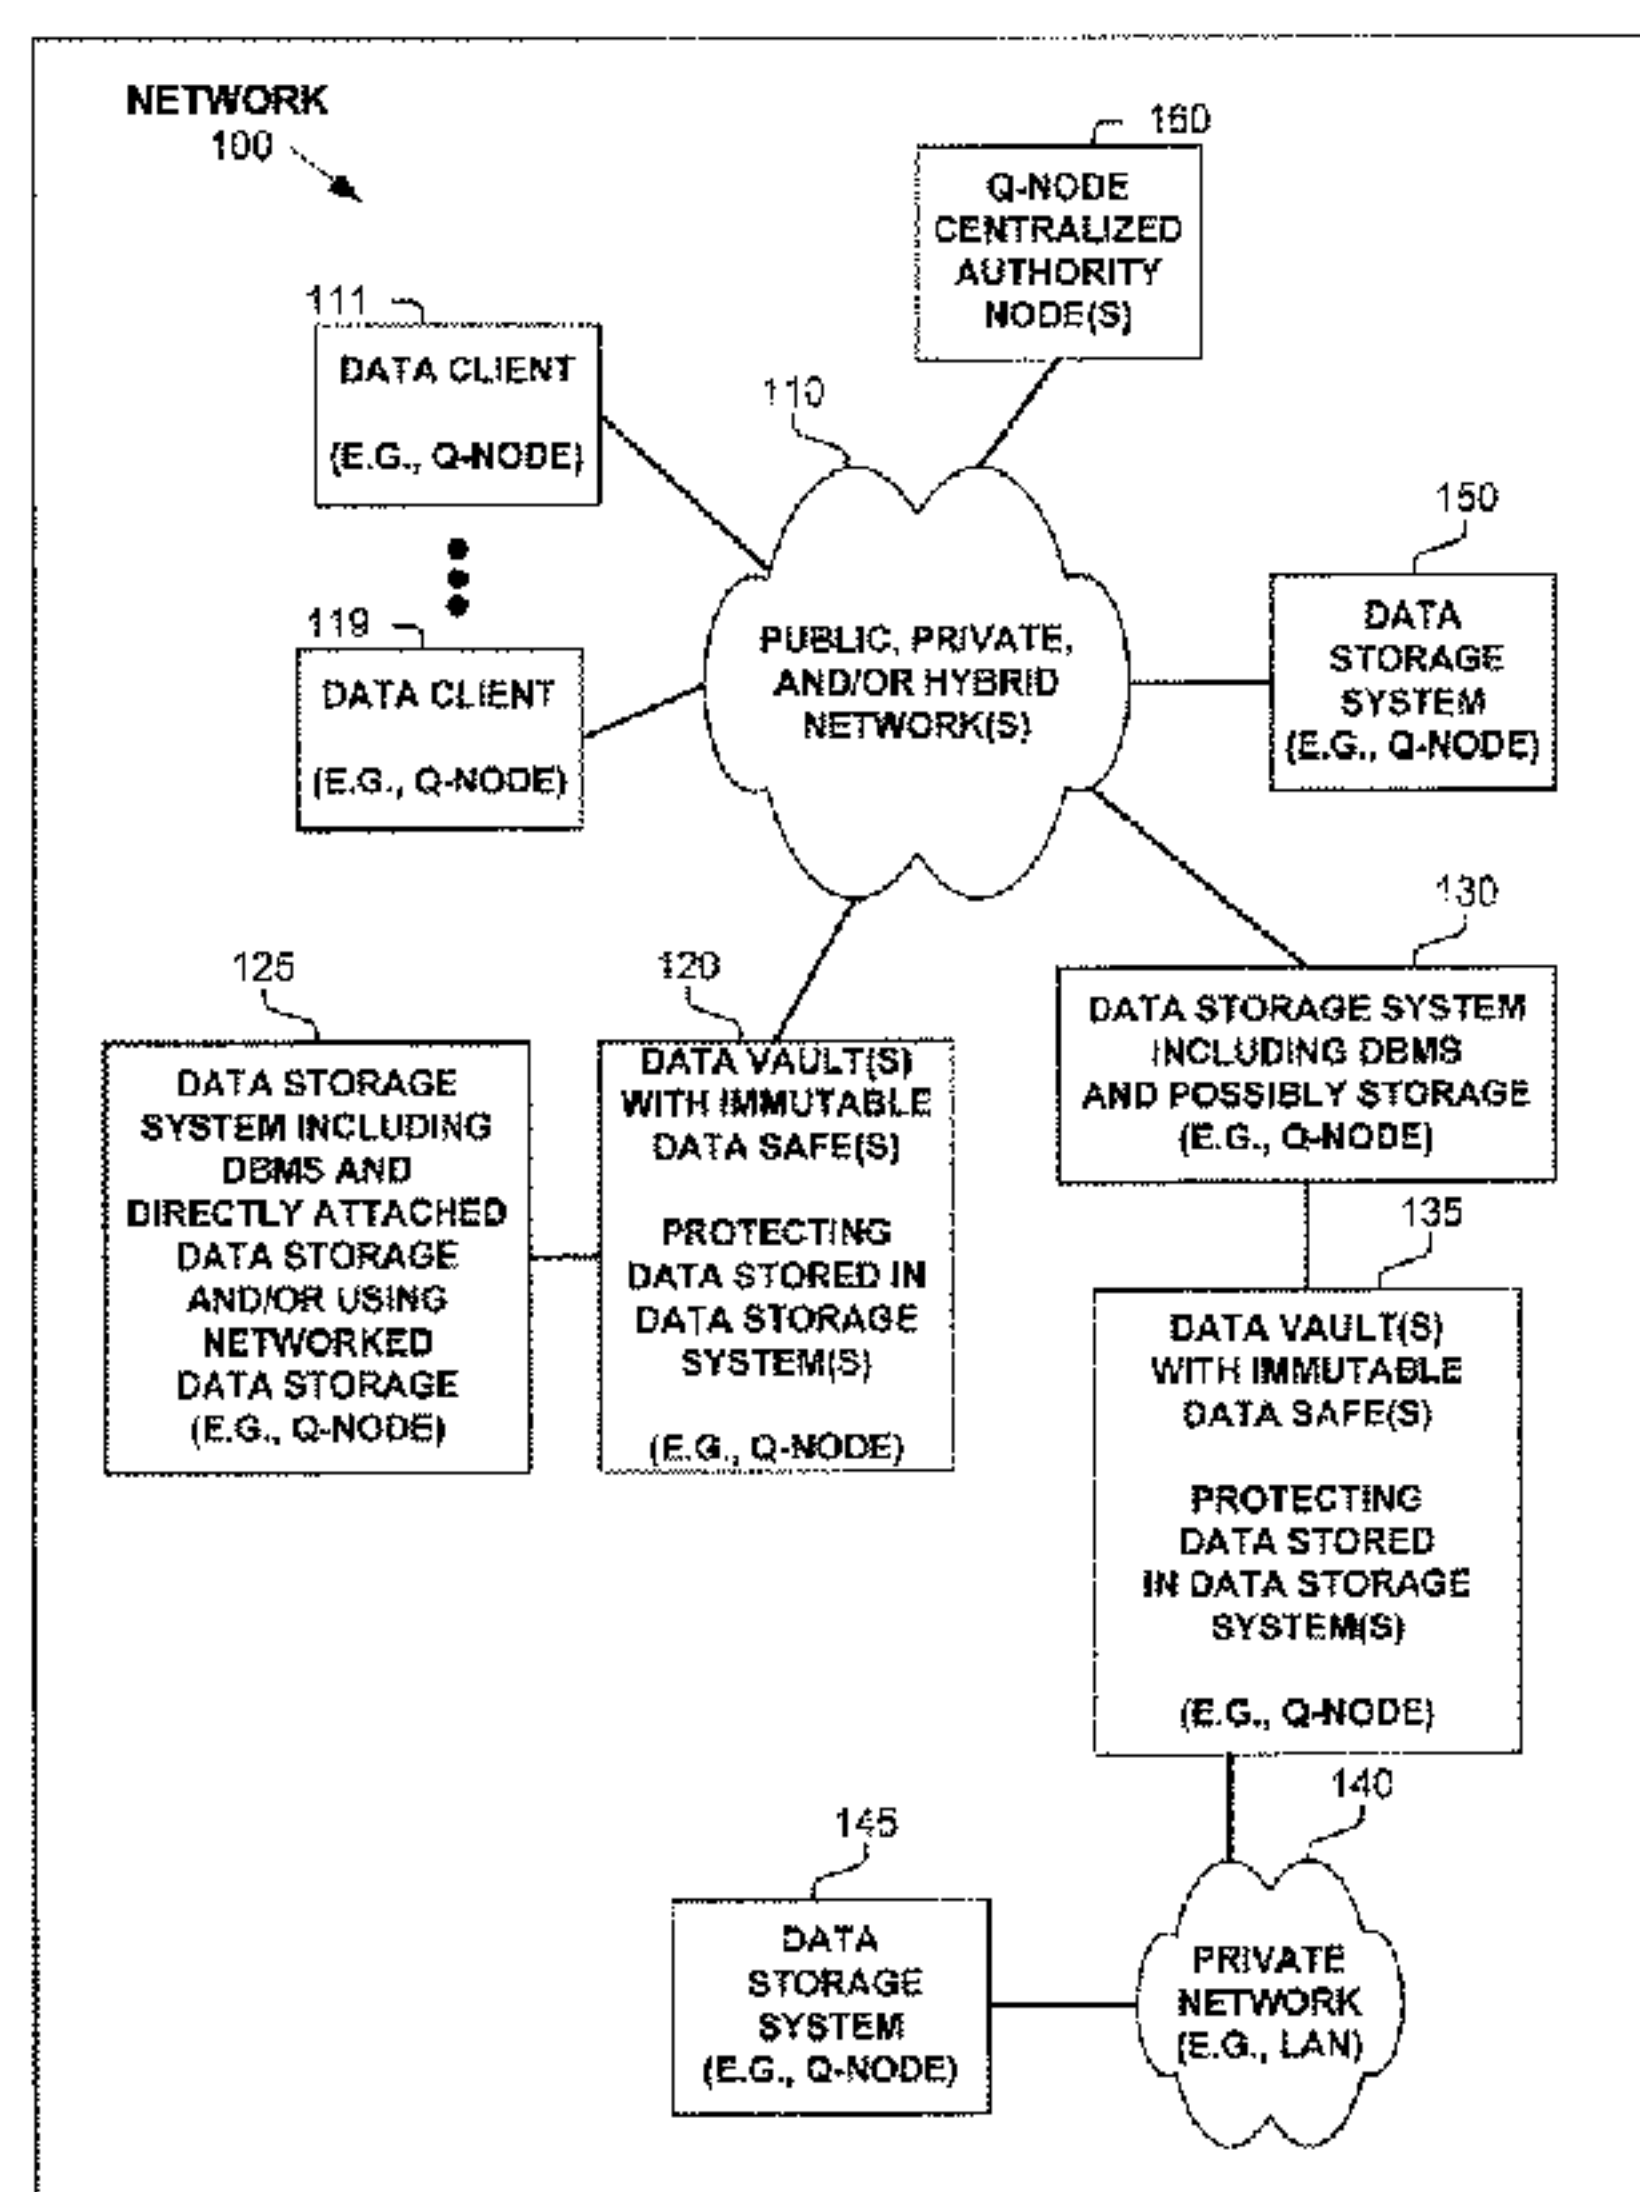 NETWORK
100
160
Q-NODE
CENTRALIZED
AUTHORITY
NODE(S)
111
DATA CLIENT
(E.G., Q-NODE)
110
150
DATA
STORAGE
SYSTEM
(E.G., Q-NODE)
119
DATA CLIENT
(E.G., Q-NODE)
PUBLIC, PRIVATE,
AND/OR HYBRID
NETWORK(S)
130
DATA STORAGE SYSTEM
INCLUDING DBMS
AND POSSIBLY STORAGE
(E.G., Q-NODE)
125
DATA STORAGE
SYSTEM INCLUDING
DBMS AND
DIRECTLY ATTACHED
DATA STORAGE
AND/OR USING
NETWORKED
DATA STORAGE
(E.G., Q-NODE)
120
DATA VAULT(S)
WITH IMMUTABLE
DATA SAFE(S)
PROTECTING
DATA STORED IN
DATA STORAGE
SYSTEM(S)
(E.G., Q-NODE)
135
DATA VAULT(S)
WITH IMMUTABLE
DATA SAFE(S)
PROTECTING
DATA STORED
IN DATA STORAGE
SYSTEM(S)
(E.G., Q-NODE)
140
PRIVATE
NETWORK
(E.G., LAN)
145
DATA
STORAGE
SYSTEM
(E.G., Q-NODE)